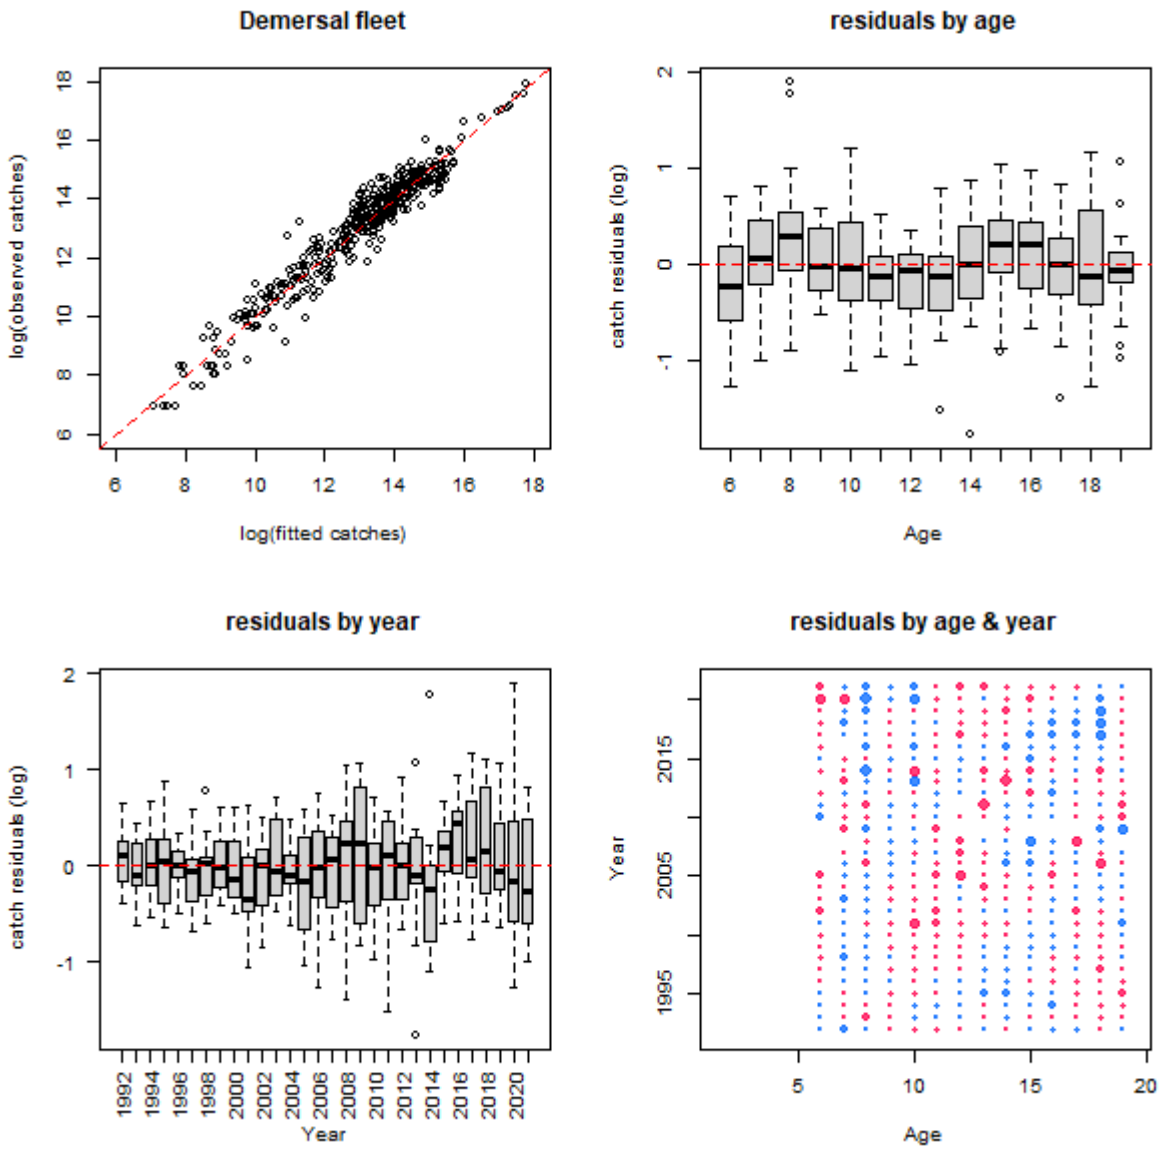 Demersal fleet
log(observed catches)
18
16
14
12
10
8
6
6 8 10 12 14 16 18
log(fitted catches)
residuals by age
catch residuals (log)
2
1
0
-1
6 8 10 12 14 16 18
Age
residuals by year
catch residuals (log)
2
1
0
-1
1992 1994 1996 1998 2000 2002 2004 2006 2008 2010 2012 2014 2016 2018 2020
Year
residuals by age & year
Year
2015
2005
1995
5 10 15 20
Age